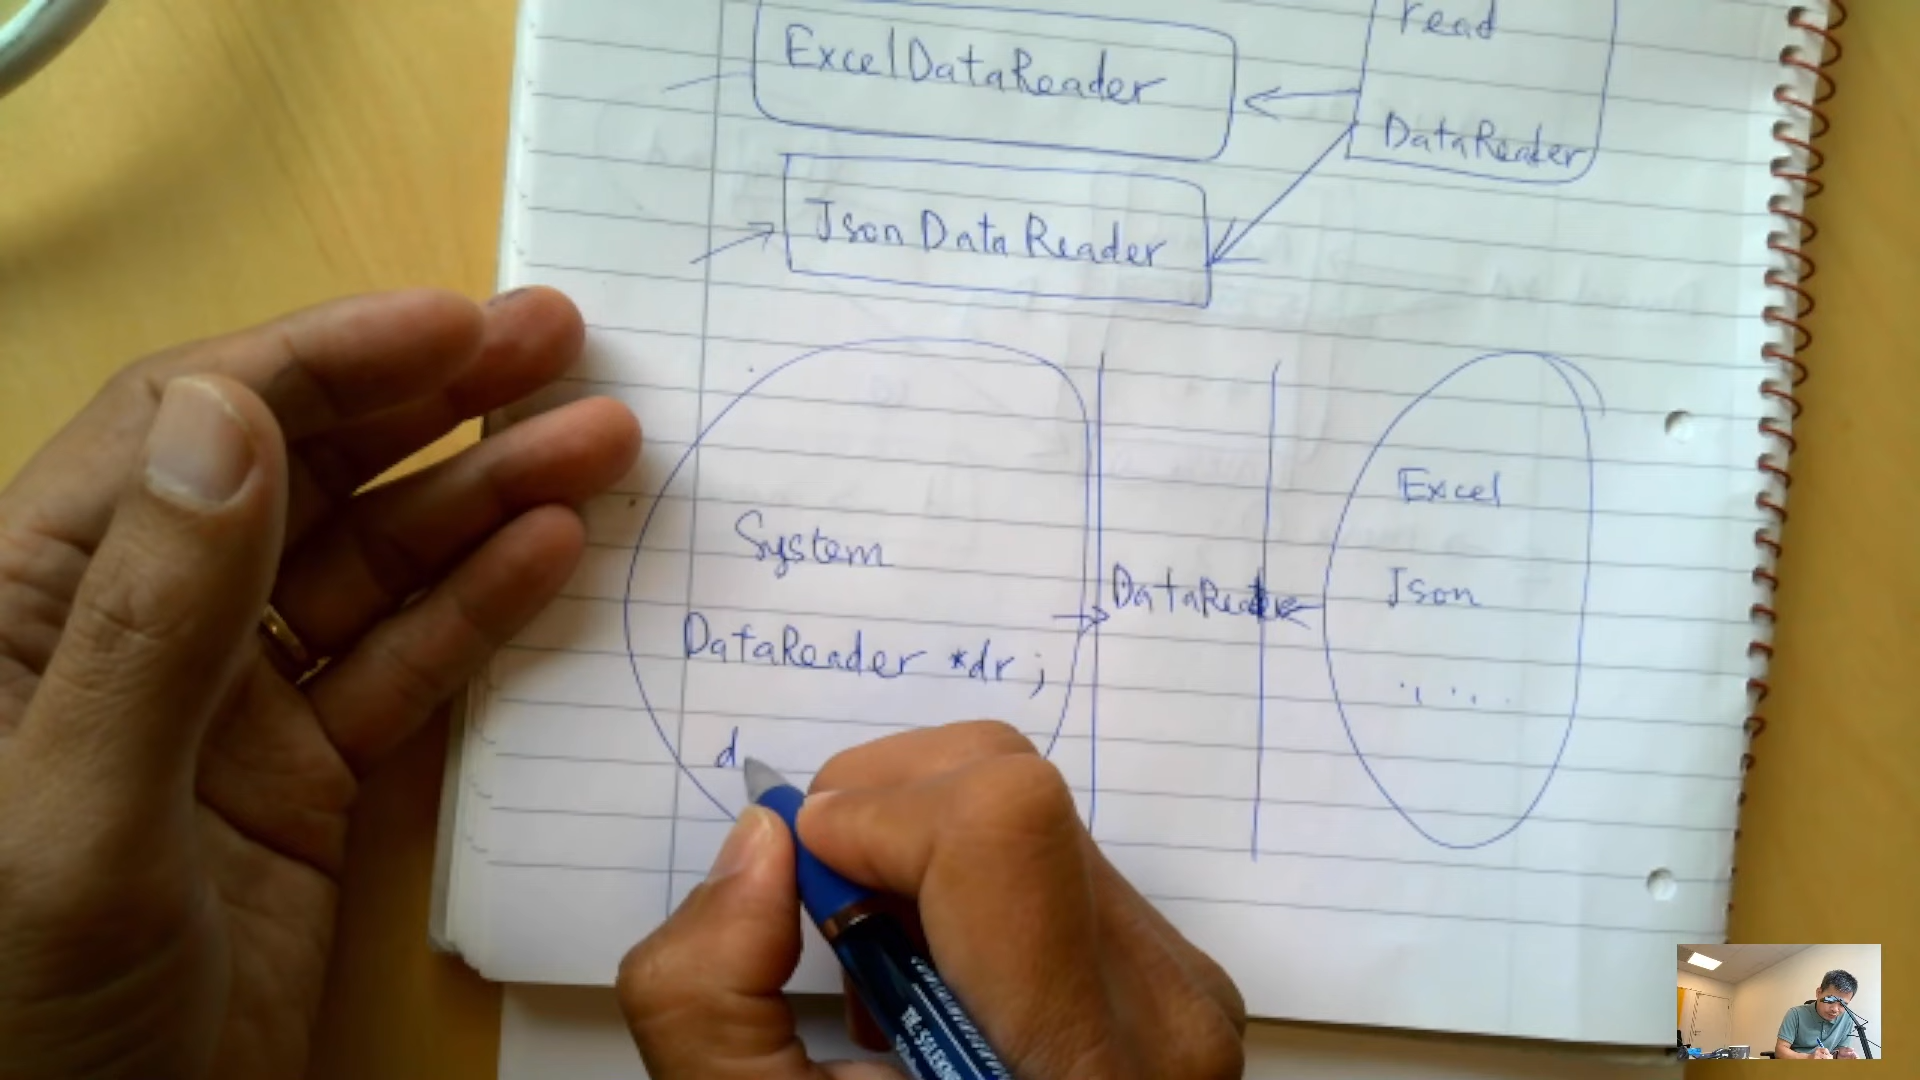 read
ExcelDataReader
DataReader
JsonDataReader
Excel
System
DataReader
Json
DataReader *dr;
.....
d